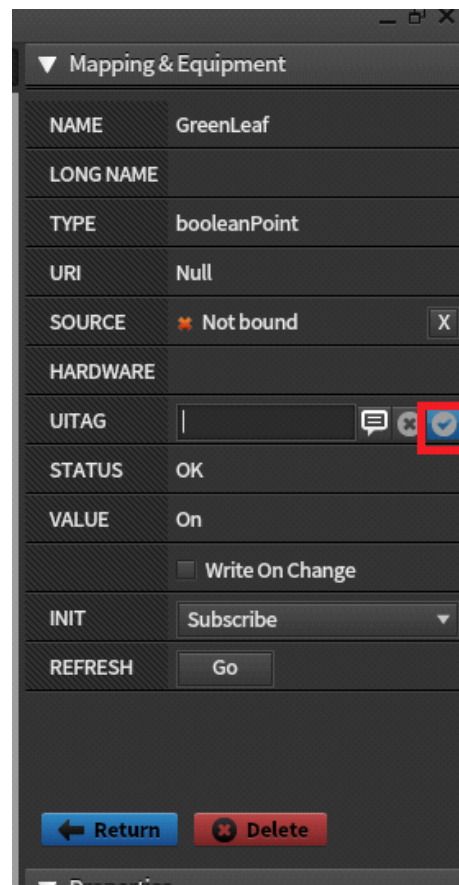 Mapping & Equipment
NAME GreenLeaf
LONG NAME
TYPE booleanPoint
URI Null
SOURCE Not bound X
HARDWARE
UITAG
STATUS OK
VALUE On
Write On Change
INIT Subscribe
REFRESH Go
Return Delete
Properties